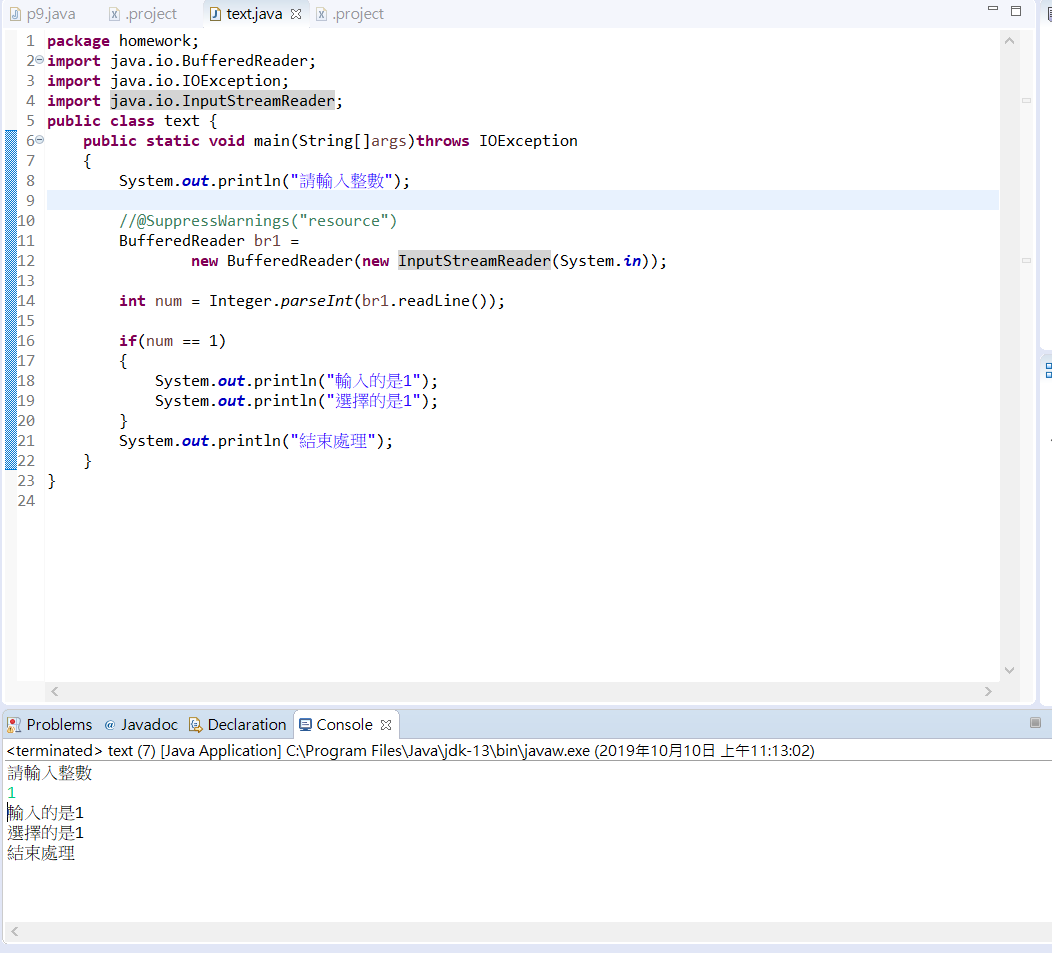 p9.java .project text.java .project
1 package homework;
2 import java.io.BufferedReader;
3 import java.io.IOException;
4 import java.io.InputStreamReader;
5 public class text {
6 public static void main(String[]args)throws IOException
7 {
8 System.out.println("請輸入整數");
9
10 //@SuppressWarnings("resource")
11 BufferedReader br1 =
12 new BufferedReader(new InputStreamReader(System.in));
13
14 int num = Integer.parseInt(br1.readLine());
15
16 if(num == 1)
17 {
18 System.out.println("輸入的是1");
19 System.out.println("選擇的是1");
20 }
21 System.out.println("結束處理");
22 }
23 }
24
Problems @ Javadoc Declaration Console
<terminated> text (7) [Java Application] C:\Program Files\Java\jdk-13\bin\javaw.exe (2019年10月10日 上午11:13:02)
請輸入整數
1
輸入的是1
選擇的是1
結束處理